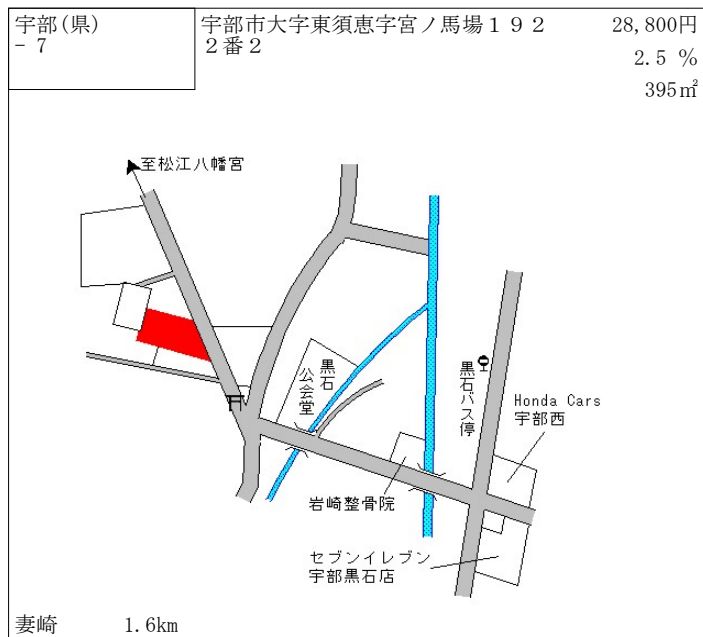 宇部(県)
- 7
宇部市大字東須恵字宮ノ馬場１９２
２番２
28,800円
2.5 %
395㎡
至松江八幡宮
黒石
公会堂
黒石バス停
Honda Cars
宇部西
岩崎整骨院
セブンイレブン
宇部黒石店
妻崎 1.6km